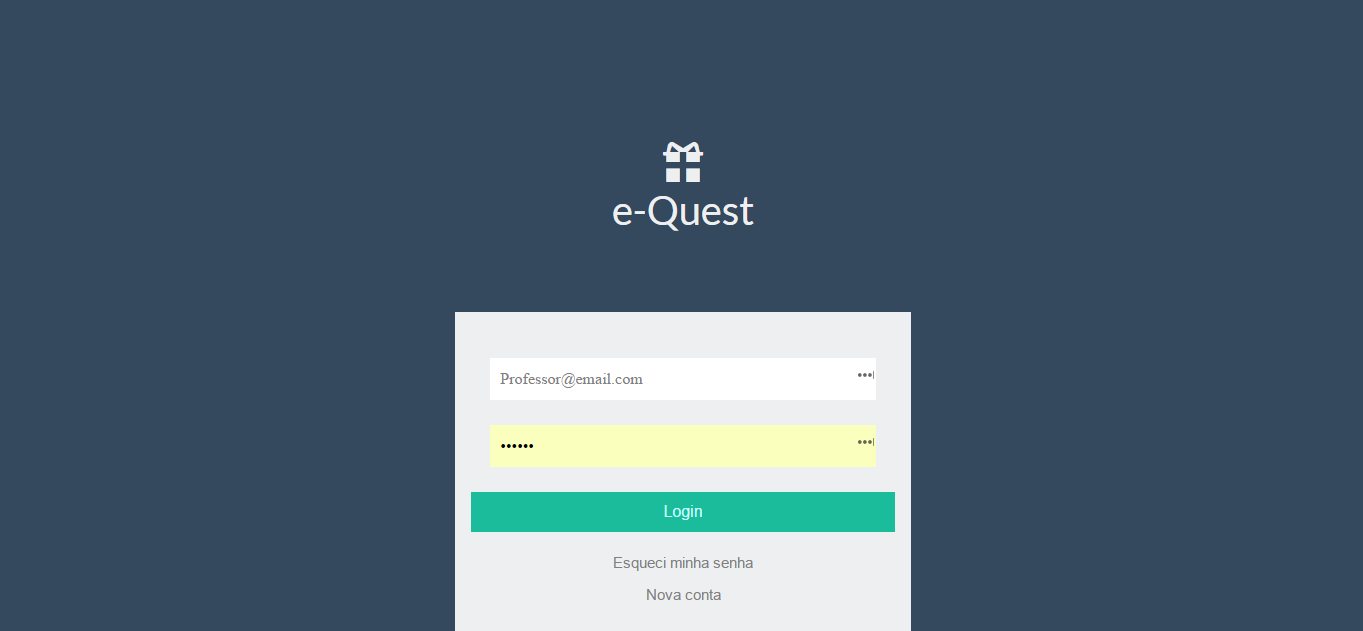 e-Quest
Professor@email.com
••••••
Login
Esqueci minha senha
Nova conta